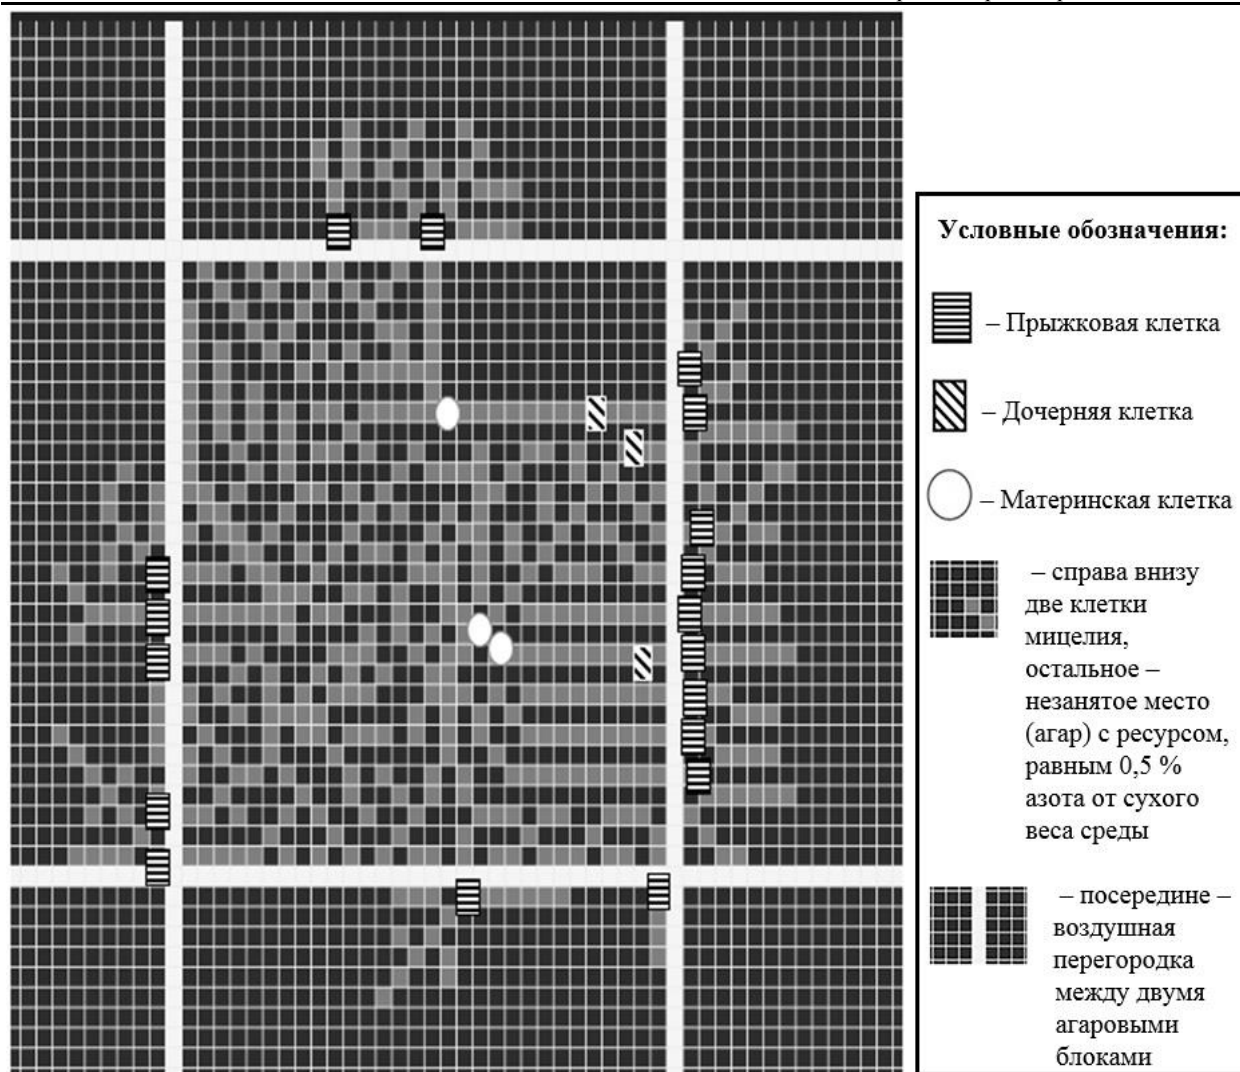 Условные обозначения:
– Прыжковая клетка
– Дочерняя клетка
– Материнская клетка
– справа внизу
две клетки
мицелия,
остальное –
незанятое место
(агар) с ресурсом,
равным 0,5 %
азота от сухого
веса среды
– посередине –
воздушная
перегородка
между двумя
агаровыми
блоками